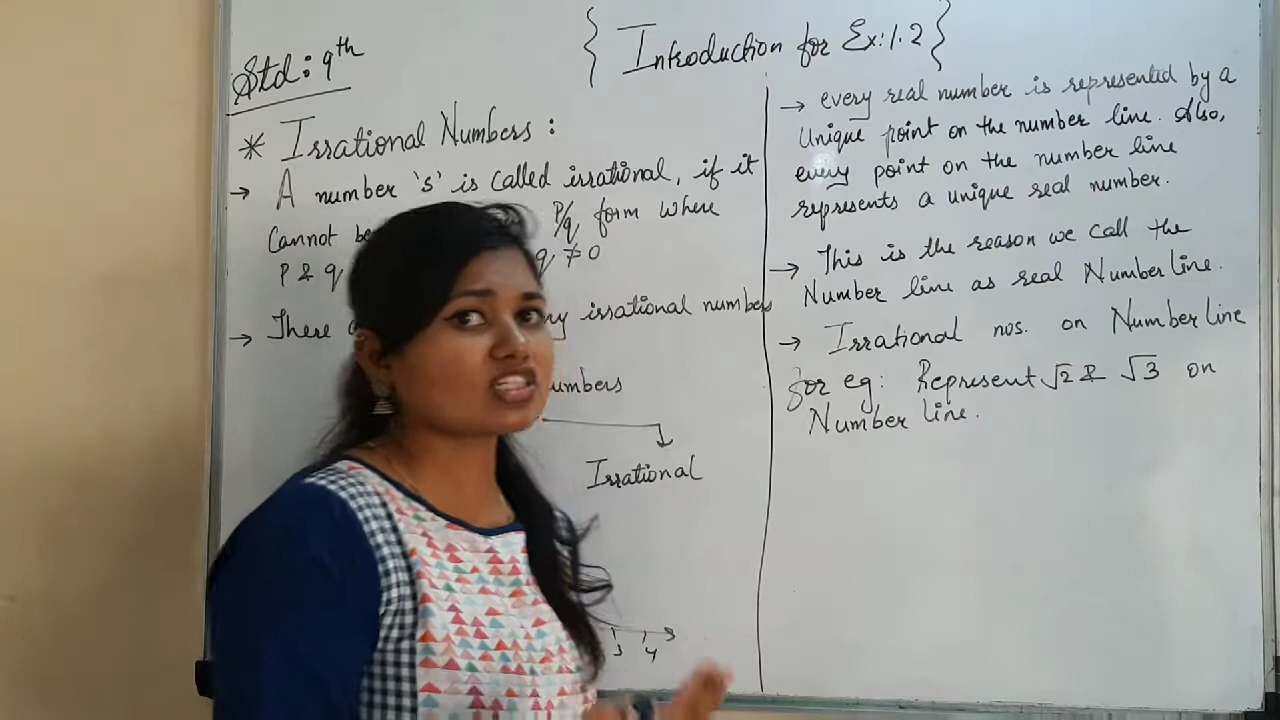 { Introduction for Ex:1.2 }
Std: 9th
* Irrational Numbers:
→ A number 's' is called irrational, if it
Cannot be P/q form where
P & q q ≠ 0
→ There irrational numbers
Irrational
3 4
→ every real number is represented by a
Unique point on the number line. Also,
every point on the number line
represents a unique real number.
→ This is the reason we call the
Number line as real Number line.
→ Irrational nos. on Number line
for eg: Represent √2 & √3 on
Number line.